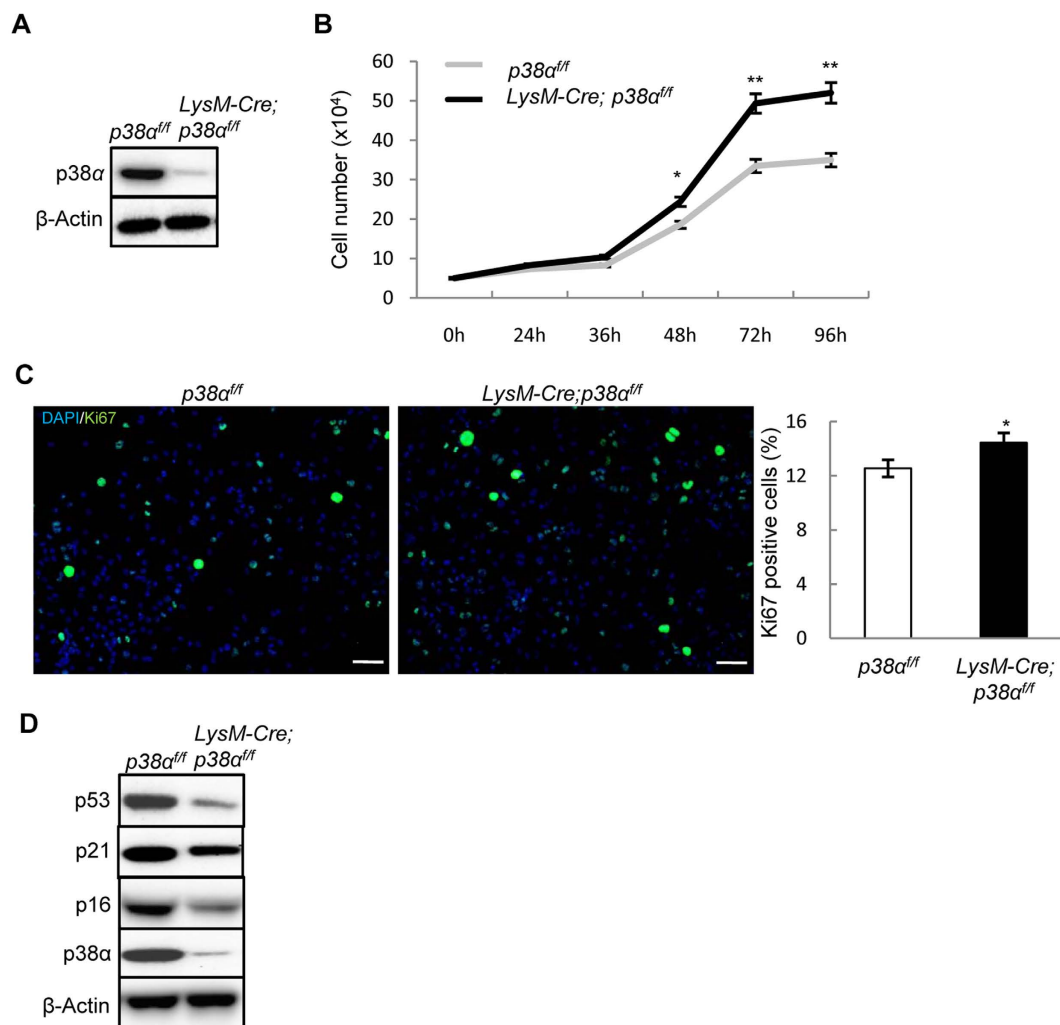 A
p38αf/f
LysM-Cre;
p38αf/f
p38α
β-Actin
B
p38αf/f
LysM-Cre; p38αf/f
Cell number (x10⁴)
60
50
40
30
20
10
0
*
**
**
0h 24h 36h 48h 72h 96h
C
p38αf/f
LysM-Cre;p38αf/f
DAPI/Ki67
Ki67 positive cells (%)
16
12
8
4
0
*
p38αf/f
LysM-Cre;
p38αf/f
D
p38αf/f
LysM-Cre;
p38αf/f
p53
p21
p16
p38α
β-Actin